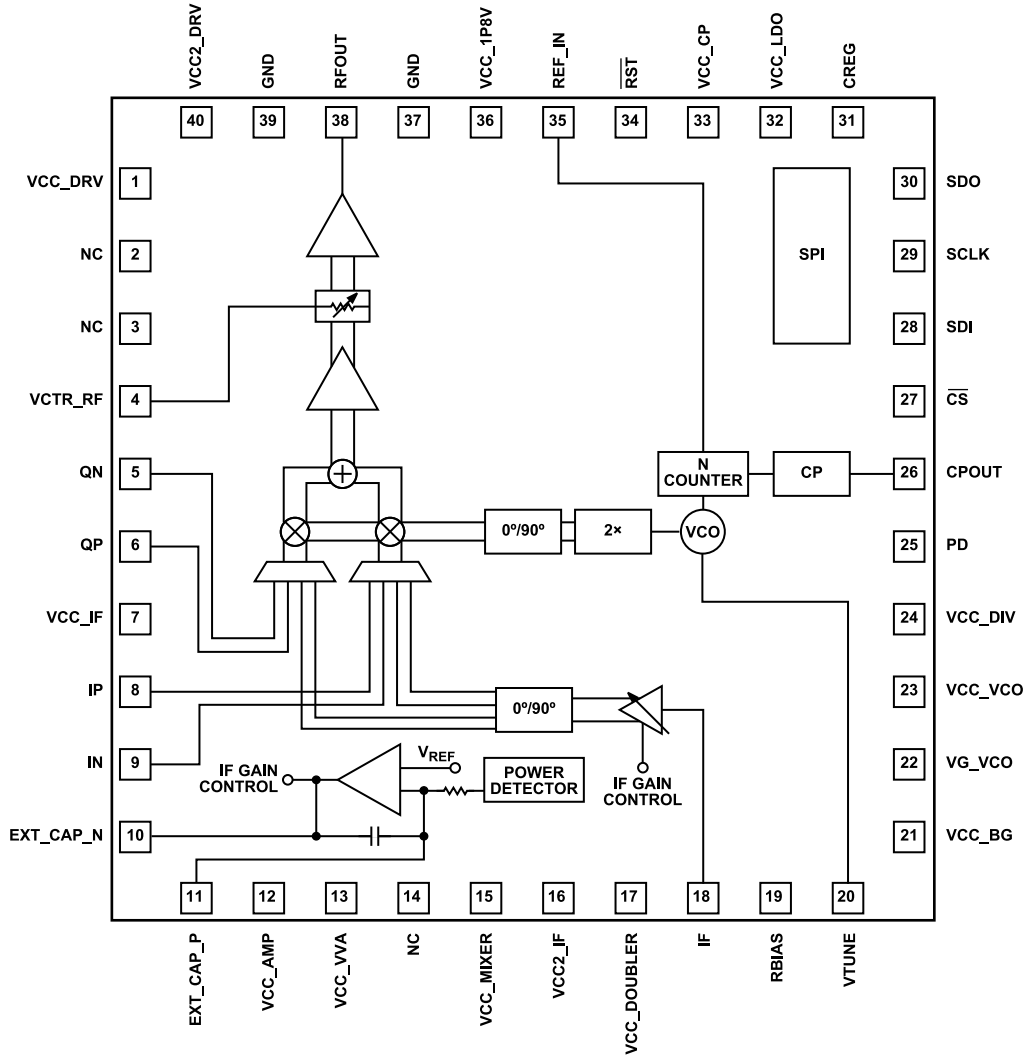 VCC2_DRV
GND
RFOUT
GND
VCC_1P8V
REF_IN
RST
VCC_CP
VCC_LDO
CREG
40
39
38
37
36
35
34
33
32
31
VCC_DRV
1
NC
2
NC
3
VCTR_RF
4
QN
5
QP
6
VCC_IF
7
IP
8
IN
9
EXT_CAP_N
10
30
SDO
29
SCLK
28
SDI
27
CS
26
CPOUT
25
PD
24
VCC_DIV
23
VCC_VCO
22
VG_VCO
21
VCC_BG
SPI
N
COUNTER
CP
0º/90º
2×
VCO
0º/90º
IF GAIN
CONTROL
VREF
POWER
DETECTOR
IF GAIN
CONTROL
11
12
13
14
15
16
17
18
19
20
EXT_CAP_P
VCC_AMP
VCC_VVA
NC
VCC_MIXER
VCC2_IF
VCC_DOUBLER
IF
RBIAS
VTUNE